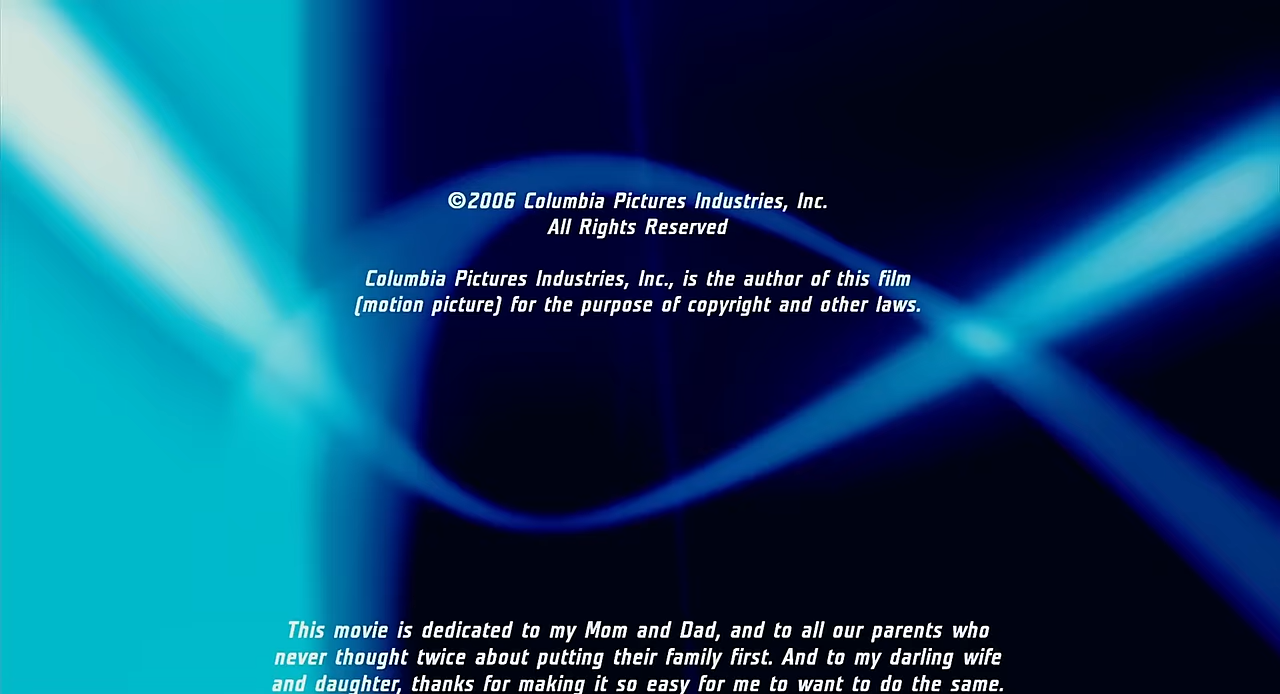 ©2006 Columbia Pictures Industries, Inc.
All Rights Reserved
Columbia Pictures Industries, Inc., is the author of this film
(motion picture) for the purpose of copyright and other laws.
This movie is dedicated to my Mom and Dad, and to all our parents who
never thought twice about putting their family first. And to my darling wife
and daughter, thanks for making it so easy for me to want to do the same.